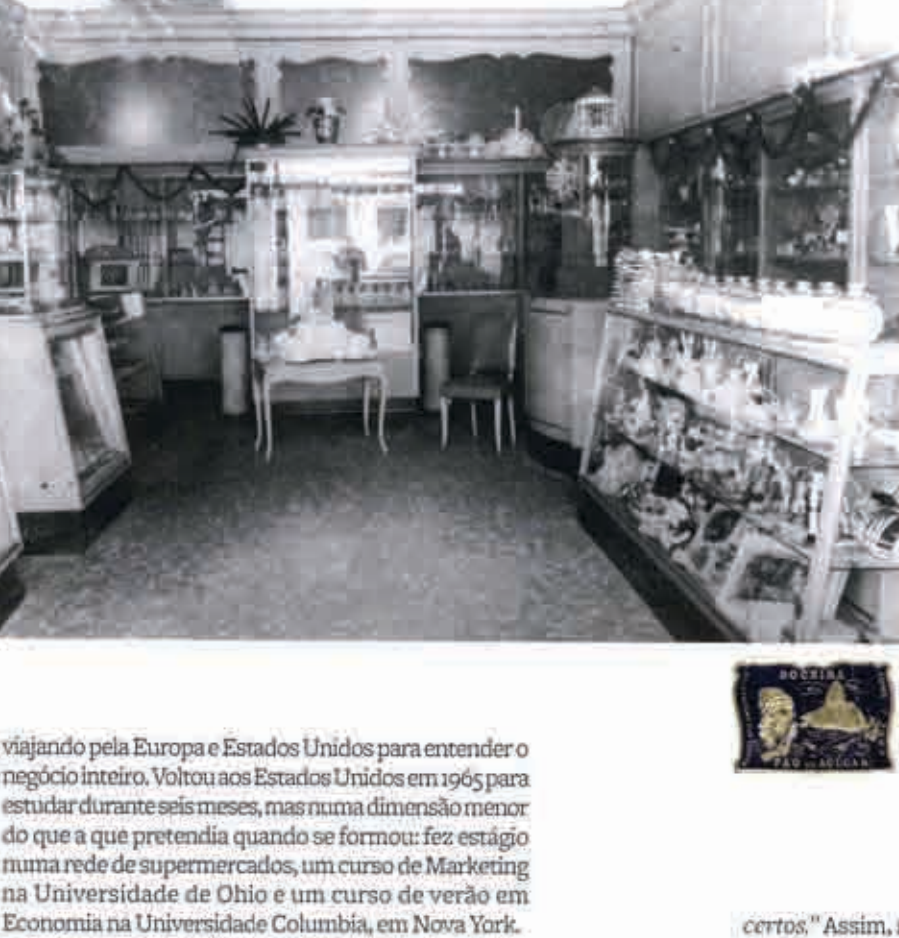 DOCEIRA
PÃO DE AÇUCAR
viajando pela Europa e Estados Unidos para entender o
negócio inteiro. Voltou aos Estados Unidos em 1965 para
estudar durante seis meses, mas numa dimensão menor
do que a que pretendia quando se formou: fez estágio
numa rede de supermercados, um curso de Marketing
na Universidade de Ohio e um curso de verão em
Economia na Universidade Columbia, em Nova York.
certos." Assim,